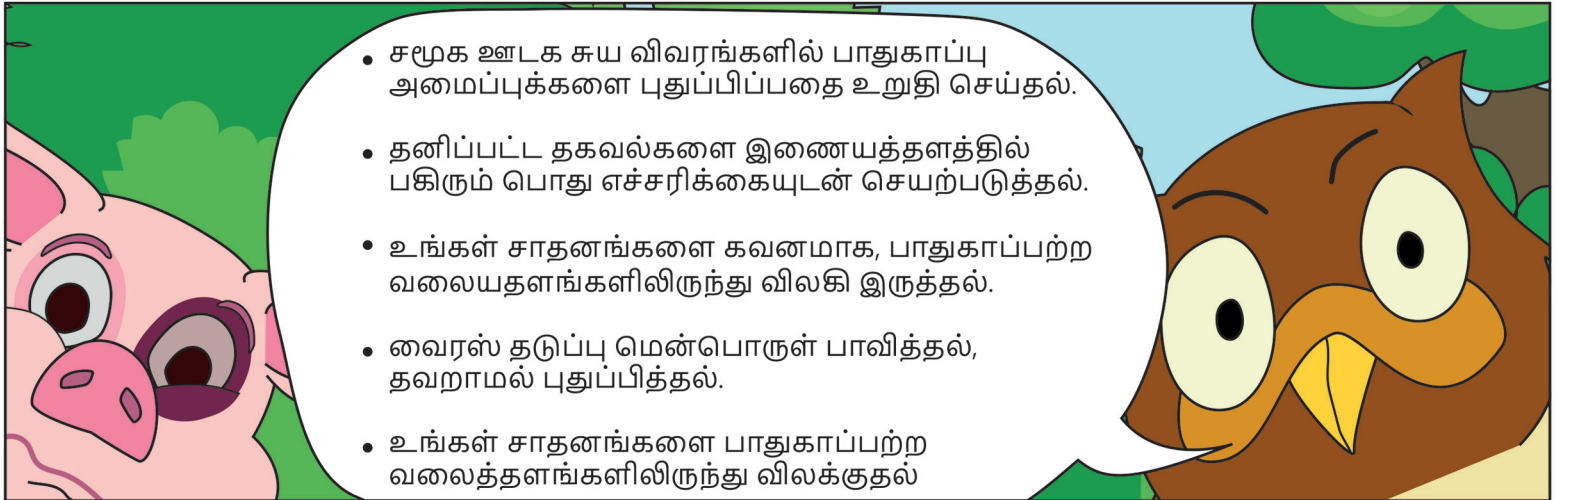 • சமூக ஊடக சுய விவரங்களில் பாதுகாப்பு
அமைப்புக்களை புதுப்பிப்பதை உறுதி செய்தல்.
• தனிப்பட்ட தகவல்களை இணையத்தளத்தில்
பகிரும் பொது எச்சரிக்கையுடன் செயற்படுத்தல்.
• உங்கள் சாதனங்களை கவனமாக, பாதுகாப்பற்ற
வலையதளங்களிலிருந்து விலகி இருத்தல்.
• வைரஸ் தடுப்பு மென்பொருள் பாவித்தல்,
தவறாமல் புதுப்பித்தல்.
• உங்கள் சாதனங்களை பாதுகாப்பற்ற
வலைத்தளங்களிலிருந்து விலக்குதல்